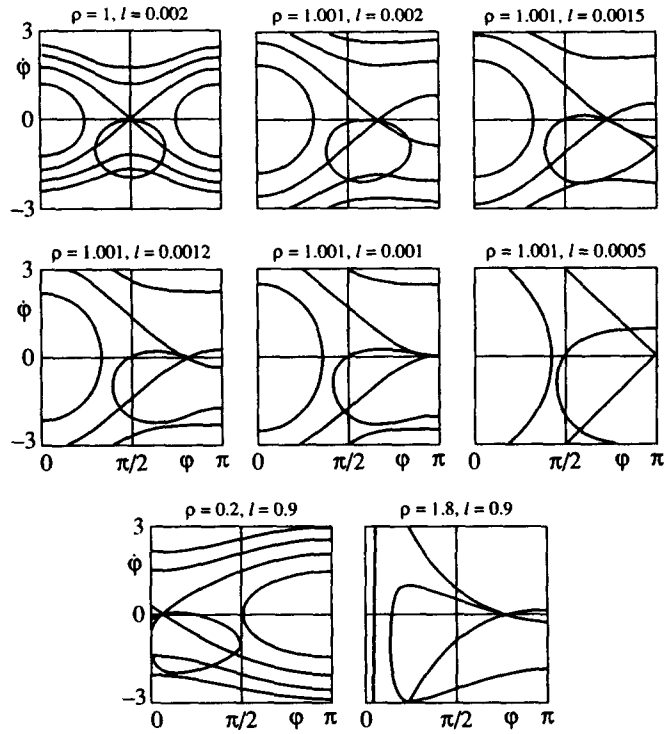 ρ = 1, l = 0.002
ρ = 1.001, l = 0.002
ρ = 1.001, l = 0.0015
3
φ̇
0
−3
ρ = 1.001, l = 0.0012
ρ = 1.001, l = 0.001
ρ = 1.001, l = 0.0005
3
φ̇
0
−3
0 π/2 φ π
0 π/2 φ π
0 π/2 φ π
ρ = 0.2, l = 0.9
ρ = 1.8, l = 0.9
3
φ̇
0
−3
0 π/2 φ π
0 π/2 φ π